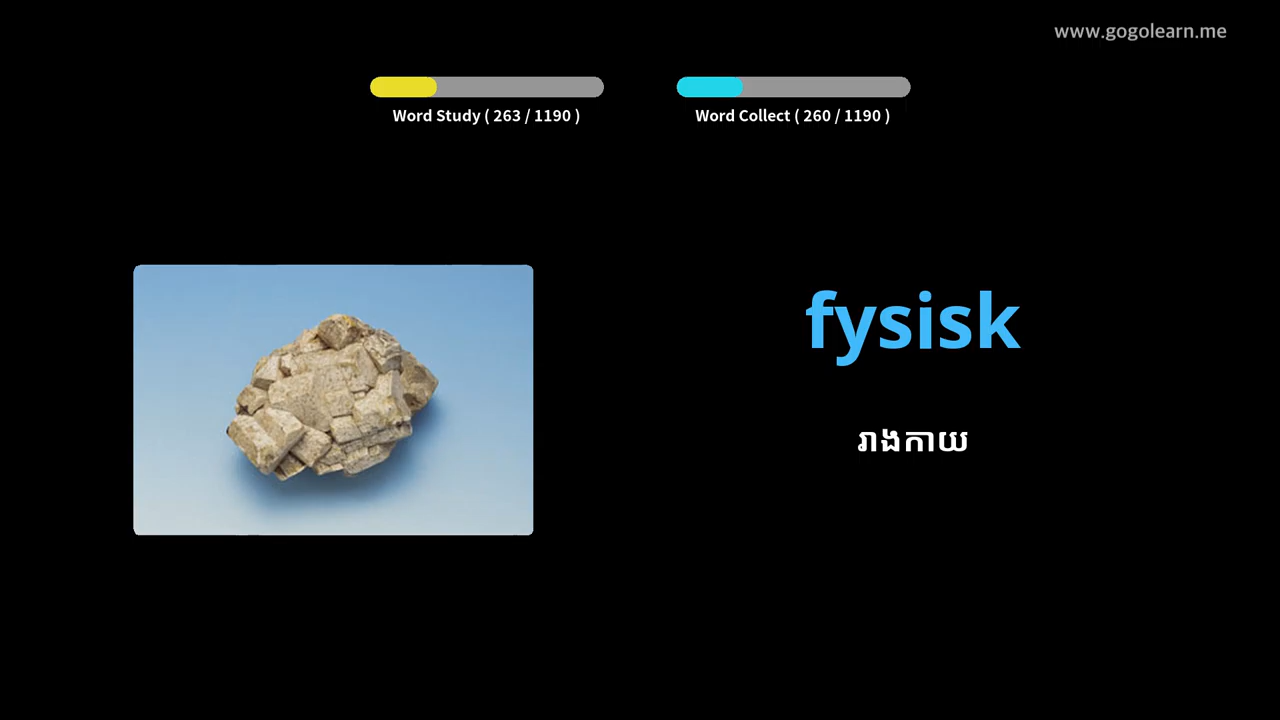 www.gogolearn.me
Word Study ( 263 / 1190 )
Word Collect ( 260 / 1190 )
fysisk
រាងកាយ